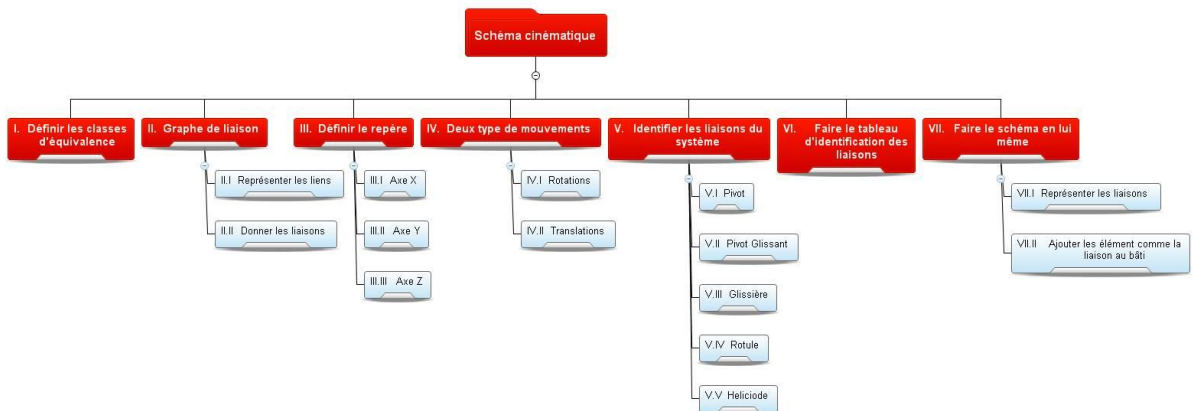 Schéma cinématique
I. Définir les classes
d'équivalence
II. Graphe de liaison
II.I Représenter les liens
II.II Donner les liaisons
III. Définir le repère
III.I Axe X
III.II Axe Y
III.III Axe Z
IV. Deux type de mouvements
IV.I Rotations
IV.II Translations
V. Identifier les liaisons du
système
V.I Pivot
V.II Pivot Glissant
V.III Glissière
V.IV Rotule
V.V Heliciode
VI. Faire le tableau
d'identification des
liaisons
VII. Faire le schéma en lui
même
VII.I Représenter les liaisons
VII.II Ajouter les élément comme la
liaison au bâti